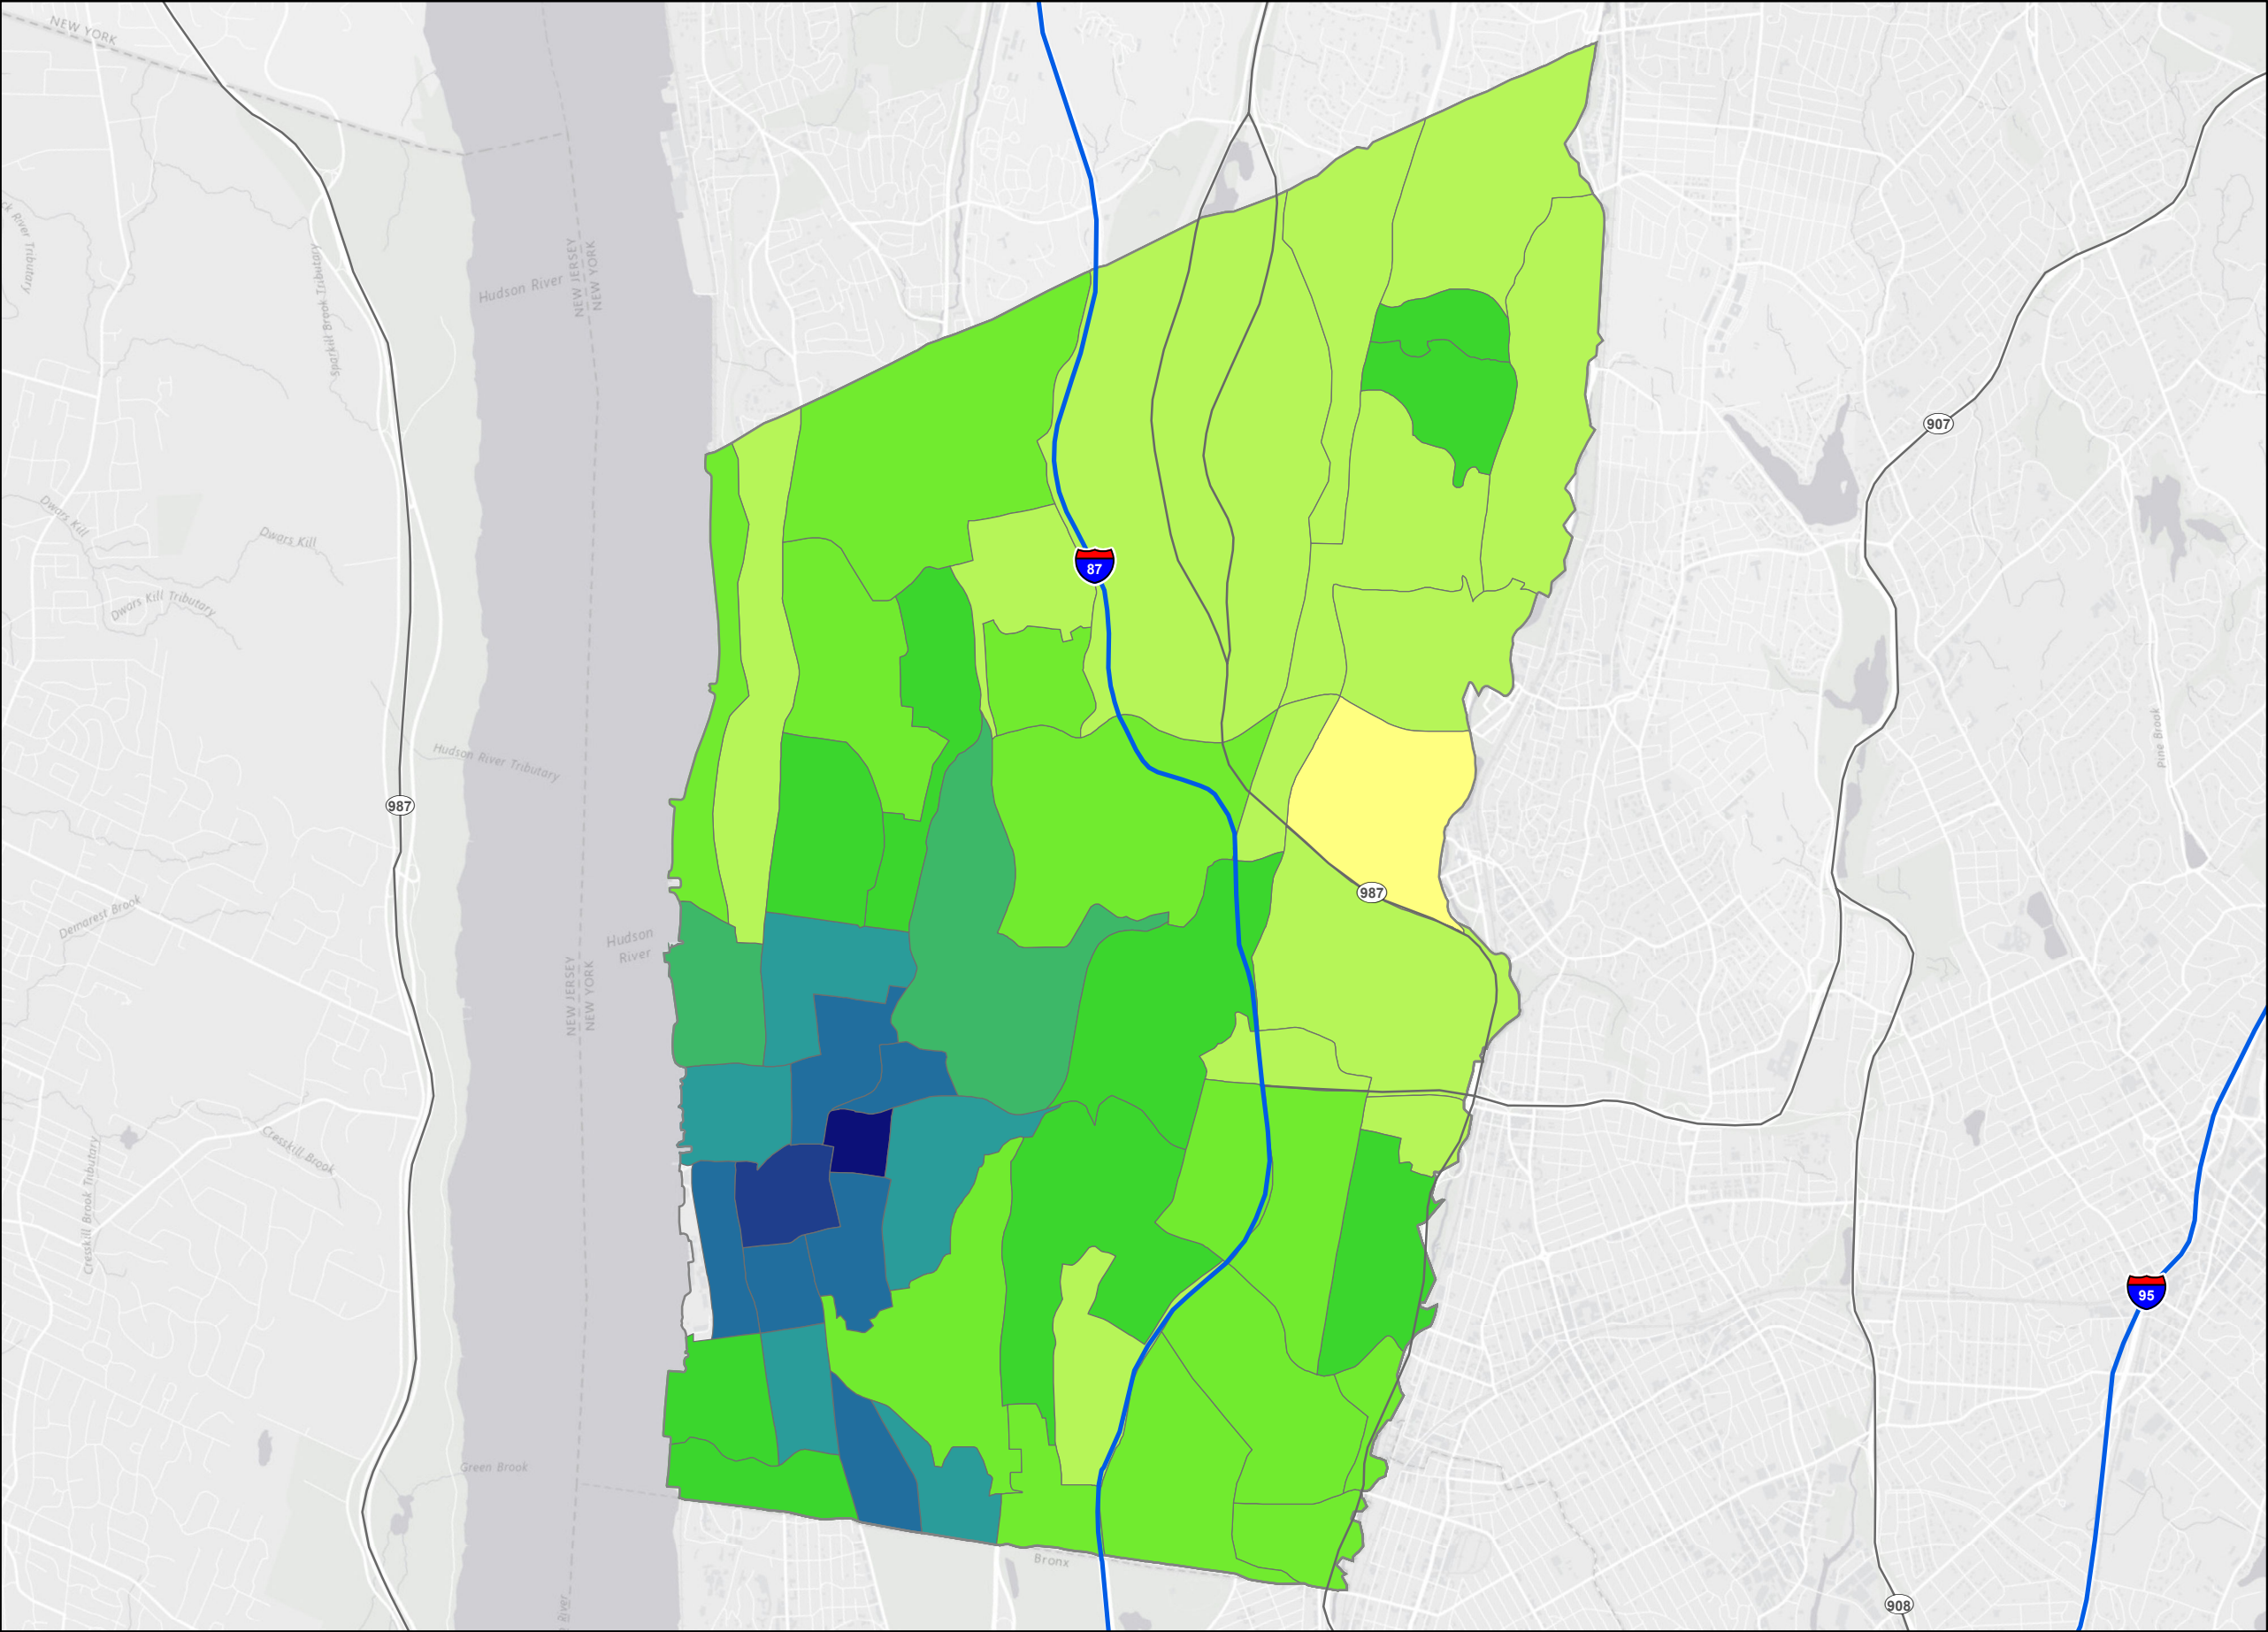 NEW YORK
ck River Tributary
Sparkill Brook Tributary
Hudson River
NEW JERSEY
NEW YORK
907
Dwars Kill
Dwars Kill
87
Dwars Kill Tributary
Hudson River Tributary
Pine Brook
987
987
Demarest Brook
Hudson
River
NEW JERSEY
NEW YORK
Cresskill Brook
Cresskill Brook Tributary
95
Green Brook
Bronx
River
908